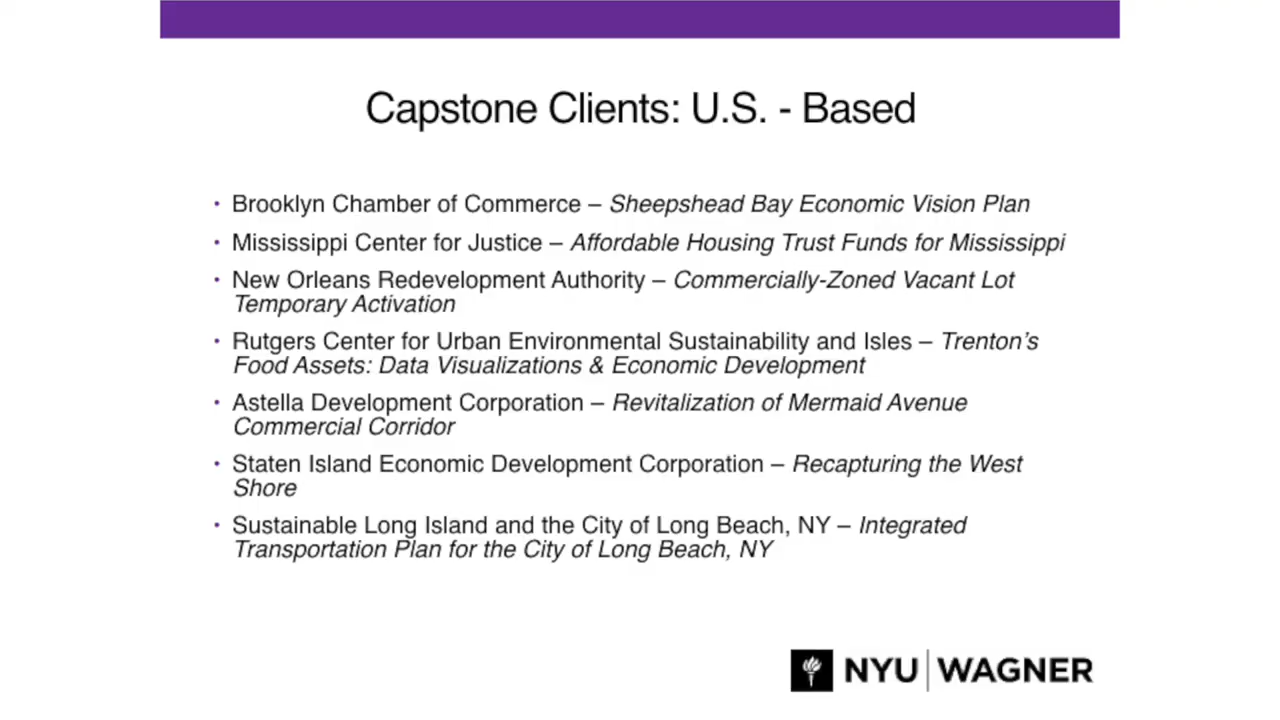 Capstone Clients: U.S. - Based
• Brooklyn Chamber of Commerce – Sheepshead Bay Economic Vision Plan
• Mississippi Center for Justice – Affordable Housing Trust Funds for Mississippi
• New Orleans Redevelopment Authority – Commercially-Zoned Vacant Lot
Temporary Activation
• Rutgers Center for Urban Environmental Sustainability and Isles – Trenton’s
Food Assets: Data Visualizations & Economic Development
• Astella Development Corporation – Revitalization of Mermaid Avenue
Commercial Corridor
• Staten Island Economic Development Corporation – Recapturing the West
Shore
• Sustainable Long Island and the City of Long Beach, NY – Integrated
Transportation Plan for the City of Long Beach, NY
NYU | WAGNER